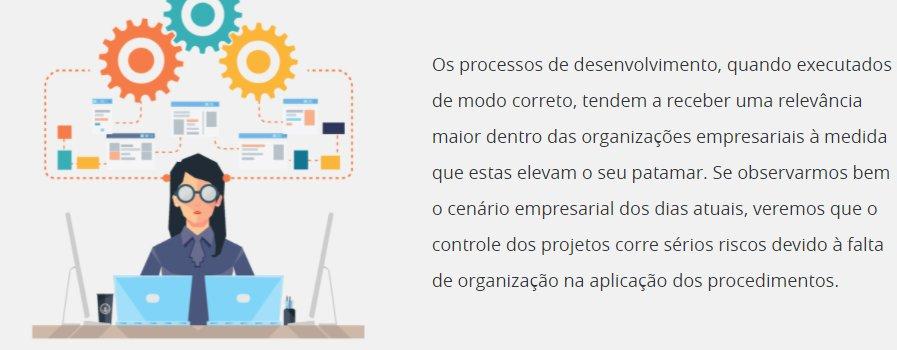 Os processos de desenvolvimento, quando executados
de modo correto, tendem a receber uma relevância
maior dentro das organizações empresariais à medida
que estas elevam o seu patamar. Se observarmos bem
o cenário empresarial dos dias atuais, veremos que o
controle dos projetos corre sérios riscos devido à falta
de organização na aplicação dos procedimentos.